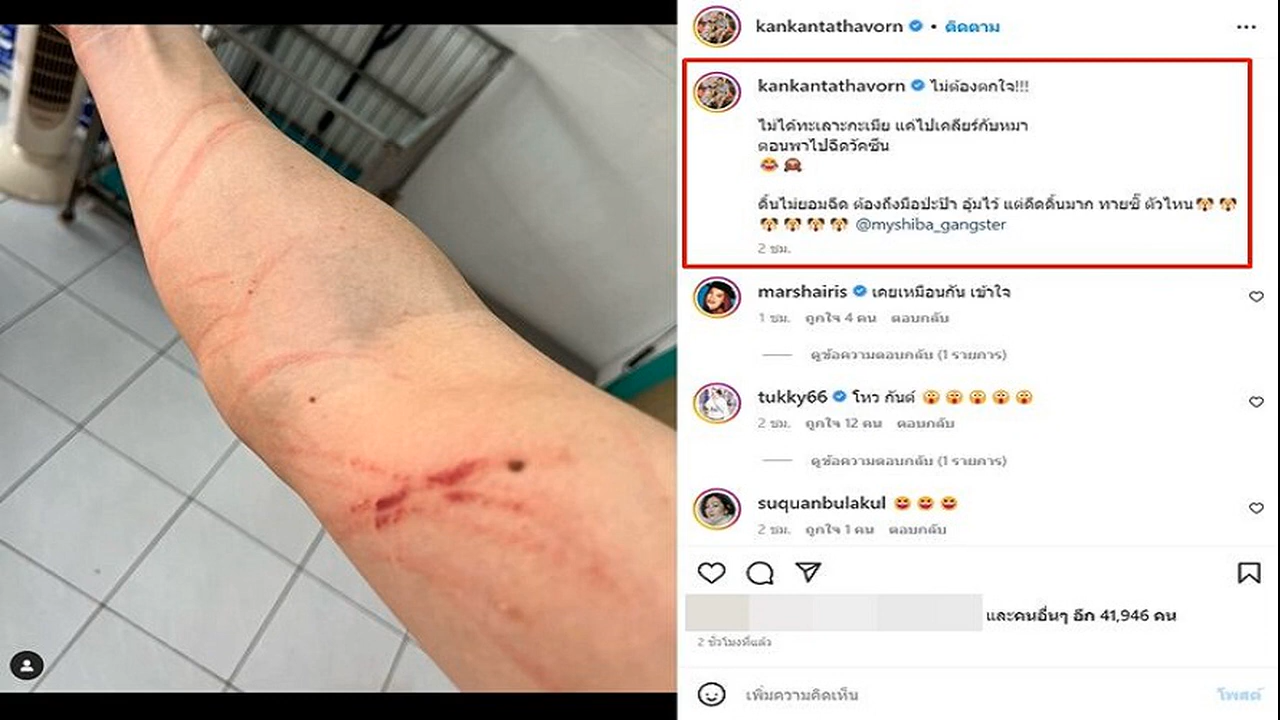 kankantathavorn • ติดตาม
kankantathavorn ไม่ต้องตกใจ!!!
ไม่ได้ทะเลาะกะเมีย แค่ไปเคลียร์กับหมา
ตอนพาไปฉีดวัคซีน
😂 🙈
ดิ้นไม่ยอมฉีด ต้องถึงมือปะป๊า อุ้มไว้ แต่ดีดดิ้นมาก ทายซิ๊ ตัวไหน🐶 🐶
🐶 🐶 🐶 🐶 @myshiba_gangster
2 ชม.
marshairis เคยเหมือนกัน เข้าใจ
1 ชม. ถูกใจ 4 คน ตอบกลับ
ดูข้อความตอบกลับ (1 รายการ)
tukky66 โหว กันต์ 😱 😱 😱 😱 😱
2 ชม. ถูกใจ 12 คน ตอบกลับ
ดูข้อความตอบกลับ (1 รายการ)
suquanbulakul 😝 😝 😝
2 ชม. ถูกใจ 1 คน ตอบกลับ
และคนอื่นๆ อีก 41,946 คน
2 ชั่วโมงที่แล้ว
เพิ่มความคิดเห็น โพสต์